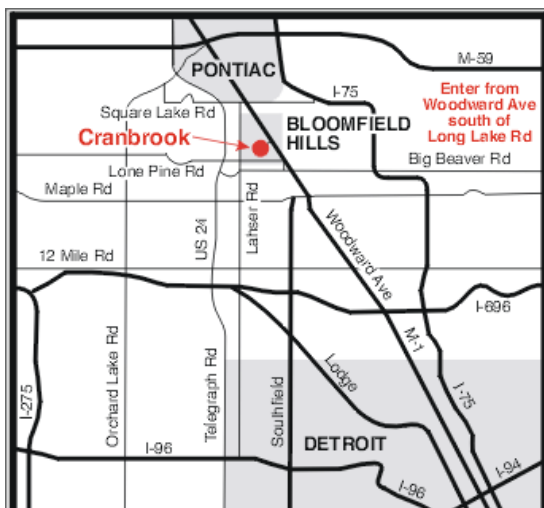 M-59
PONTIAC
I-75
Enter from
Woodward Ave
south of
Long Lake Rd
Square Lake Rd
BLOOMFIELD
HILLS
Cranbrook
Big Beaver Rd
Lone Pine Rd
Maple Rd
US 24
Lahser Rd
Woodward Ave
12 Mile Rd
I-696
M-1
Orchard Lake Rd
Telegraph Rd
Southfield
Lodge
I-75
I-275
DETROIT
I-96
I-94
I-96